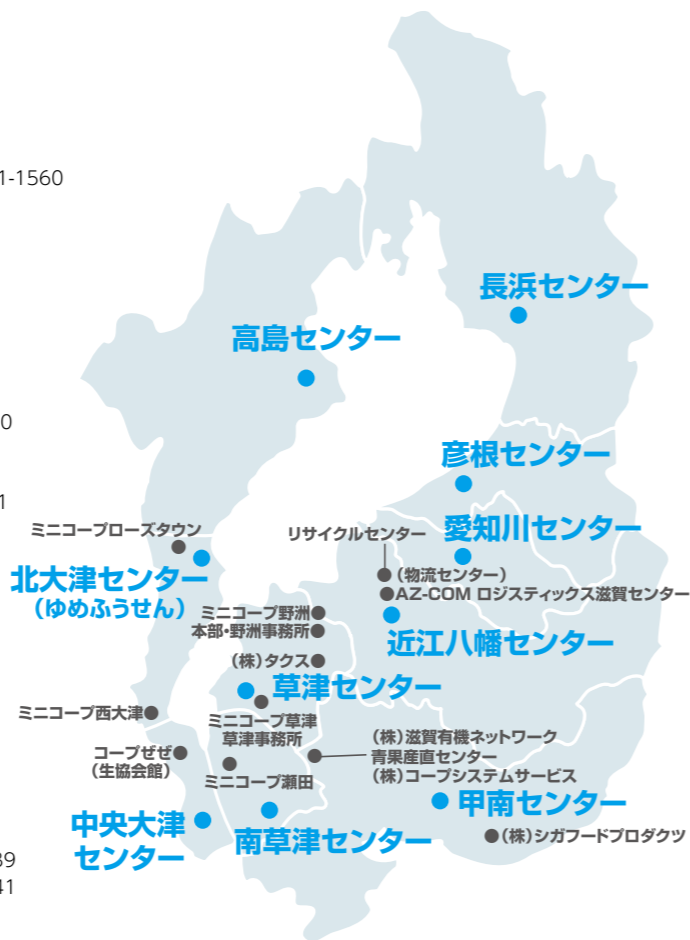 1-1560
長浜センター
高島センター
0
彦根センター
1
ミニコープローズタウン
リサイクルセンター
愛知川センター
北大津センター
（ゆめふうせん）
（物流センター）
AZ-COM ロジスティックス滋賀センター
ミニコープ野洲
本部・野洲事務所
近江八幡センター
（株）タクス
草津センター
ミニコープ西大津
ミニコープ草津
草津事務所
（株）滋賀有機ネットワーク
青果産直センター
（株）コープシステムサービス
コープぜぜ
（生協会館）
ミニコープ瀬田
甲南センター
中央大津
センター
南草津センター
（株）シガフードプロダクツ
39
41